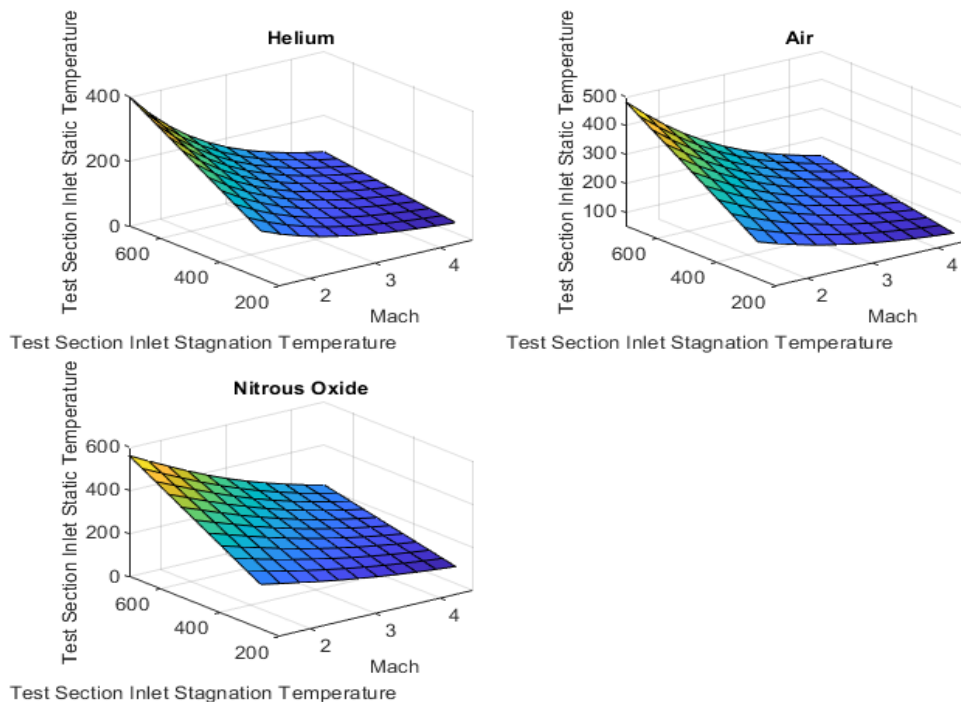 Helium
Test Section Inlet Static Temperature
400
200
0
600
400
200
2
3
4
Mach
Test Section Inlet Stagnation Temperature
Air
Test Section Inlet Static Temperature
500
400
300
200
100
600
400
200
2
3
4
Mach
Test Section Inlet Stagnation Temperature
Nitrous Oxide
Test Section Inlet Static Temperature
600
400
200
0
600
400
200
2
3
4
Mach
Test Section Inlet Stagnation Temperature